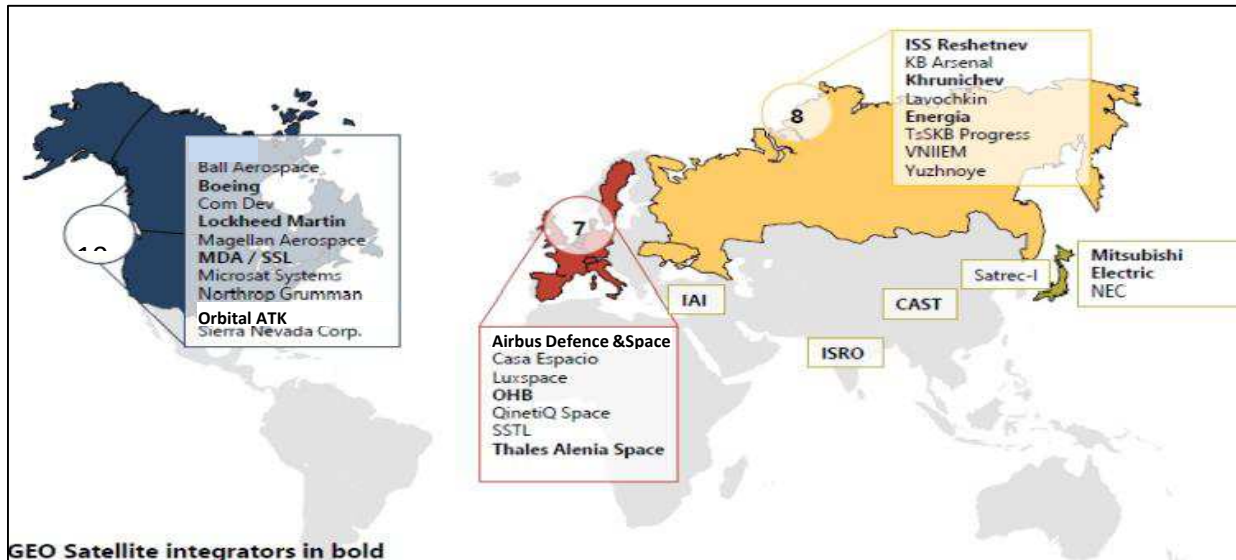 Ball Aerospace
Boeing
Com Dev
Lockheed Martin
Magellan Aerospace
MDA / SSL
Microsat Systems
Northrop Grumman
Orbital ATK
Sierra Nevada Corp.
7
Airbus Defence &Space
Casa Espacio
Luxspace
OHB
QinetiQ Space
SSTL
Thales Alenia Space
8
ISS Reshetnev
KB Arsenal
Khrunichev
Lavochkin
Energia
TsSKB Progress
VNIIEM
Yuzhnoye
IAI
ISRO
CAST
Satrec-I
Mitsubishi
Electric
NEC
GEO Satellite integrators in bold